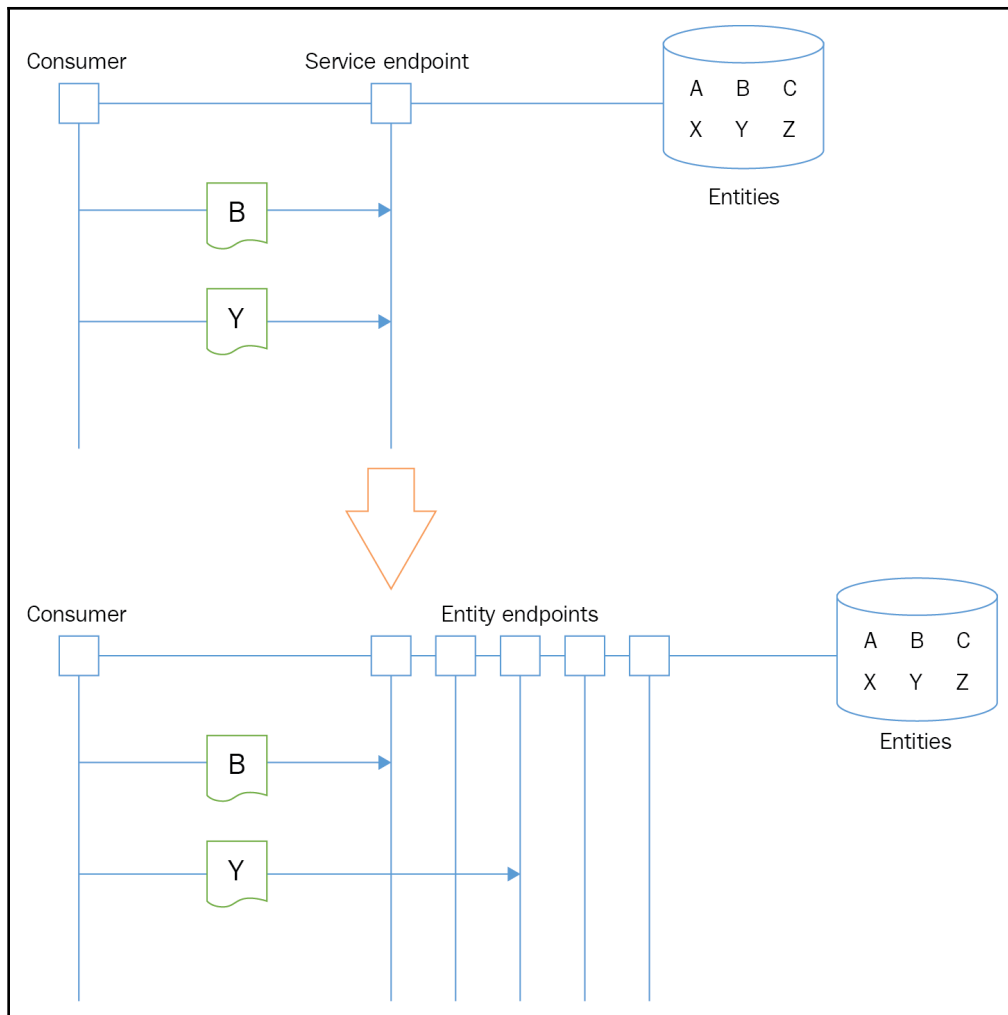 Consumer
Service endpoint
A B C
X Y Z
Entities
B
Y
Consumer
Entity endpoints
A B C
X Y Z
Entities
B
Y